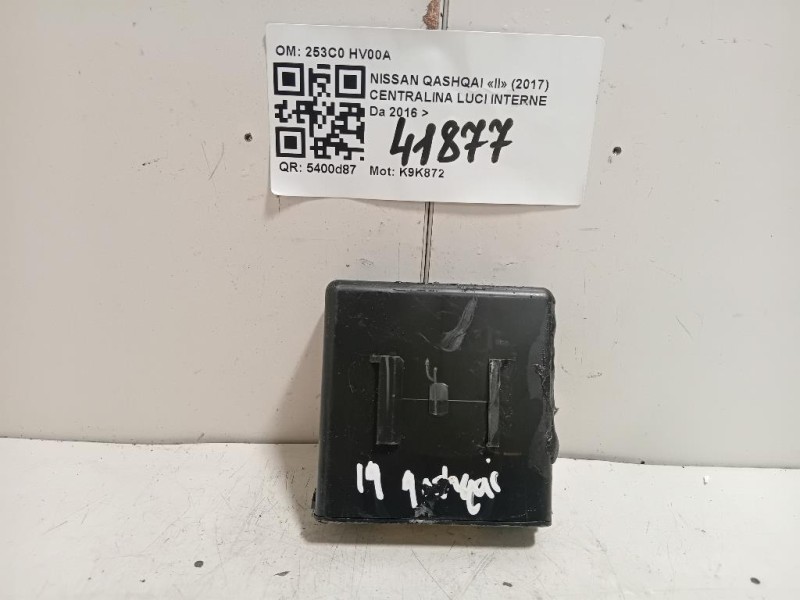 OM: 253C0 HV00A
NISSAN QASHQAI «II» (2017)
CENTRALINA LUCI INTERNE
Da 2016 >
41877
QR: 5400d87 Mot: K9K872
19 qashqai